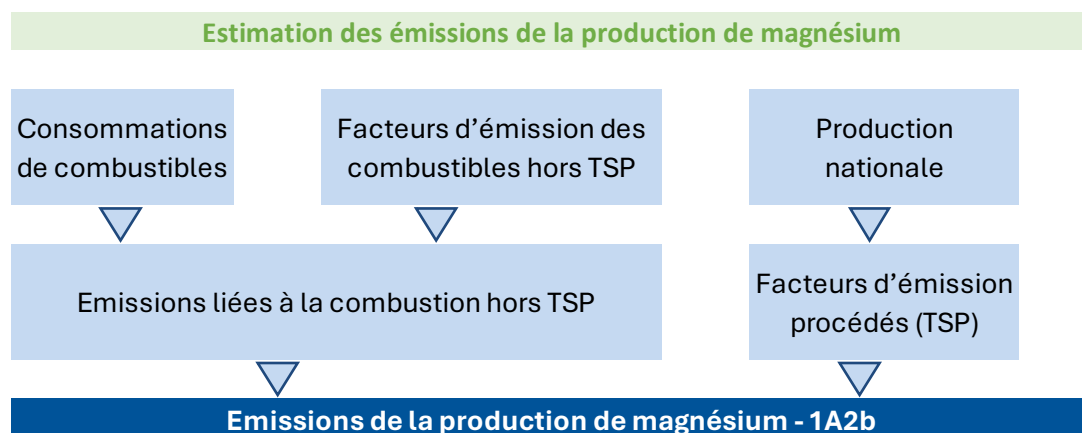 Estimation des émissions de la production de magnésium
Consommations
de combustibles
Facteurs d’émission des
combustibles hors TSP
Production
nationale
Emissions liées à la combustion hors TSP
Facteurs d’émission
procédés (TSP)
Emissions de la production de magnésium - 1A2b